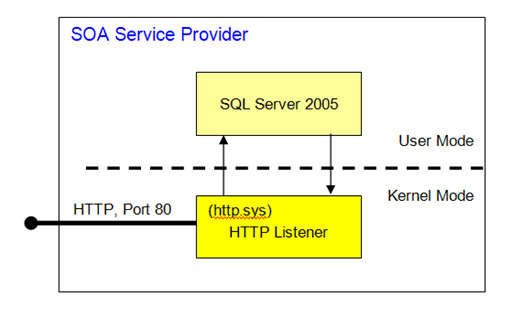 SOA Service Provider
SQL Server 2005
User Mode
Kernel Mode
HTTP, Port 80
(http.sys)
HTTP Listener